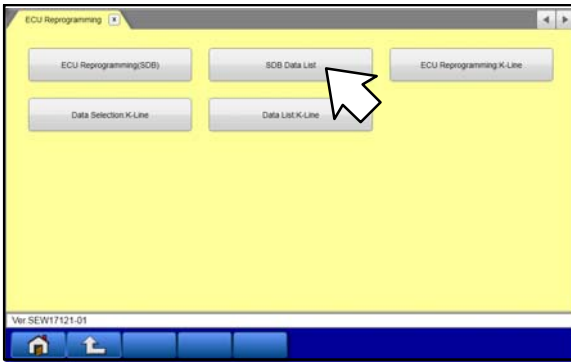 ECU Reprogramming x
ECU Reprogramming(SDB) SDB Data List ECU Reprogramming:K-Line
Data Selection:K-Line Data List:K-Line
Ver.SEW17121-01